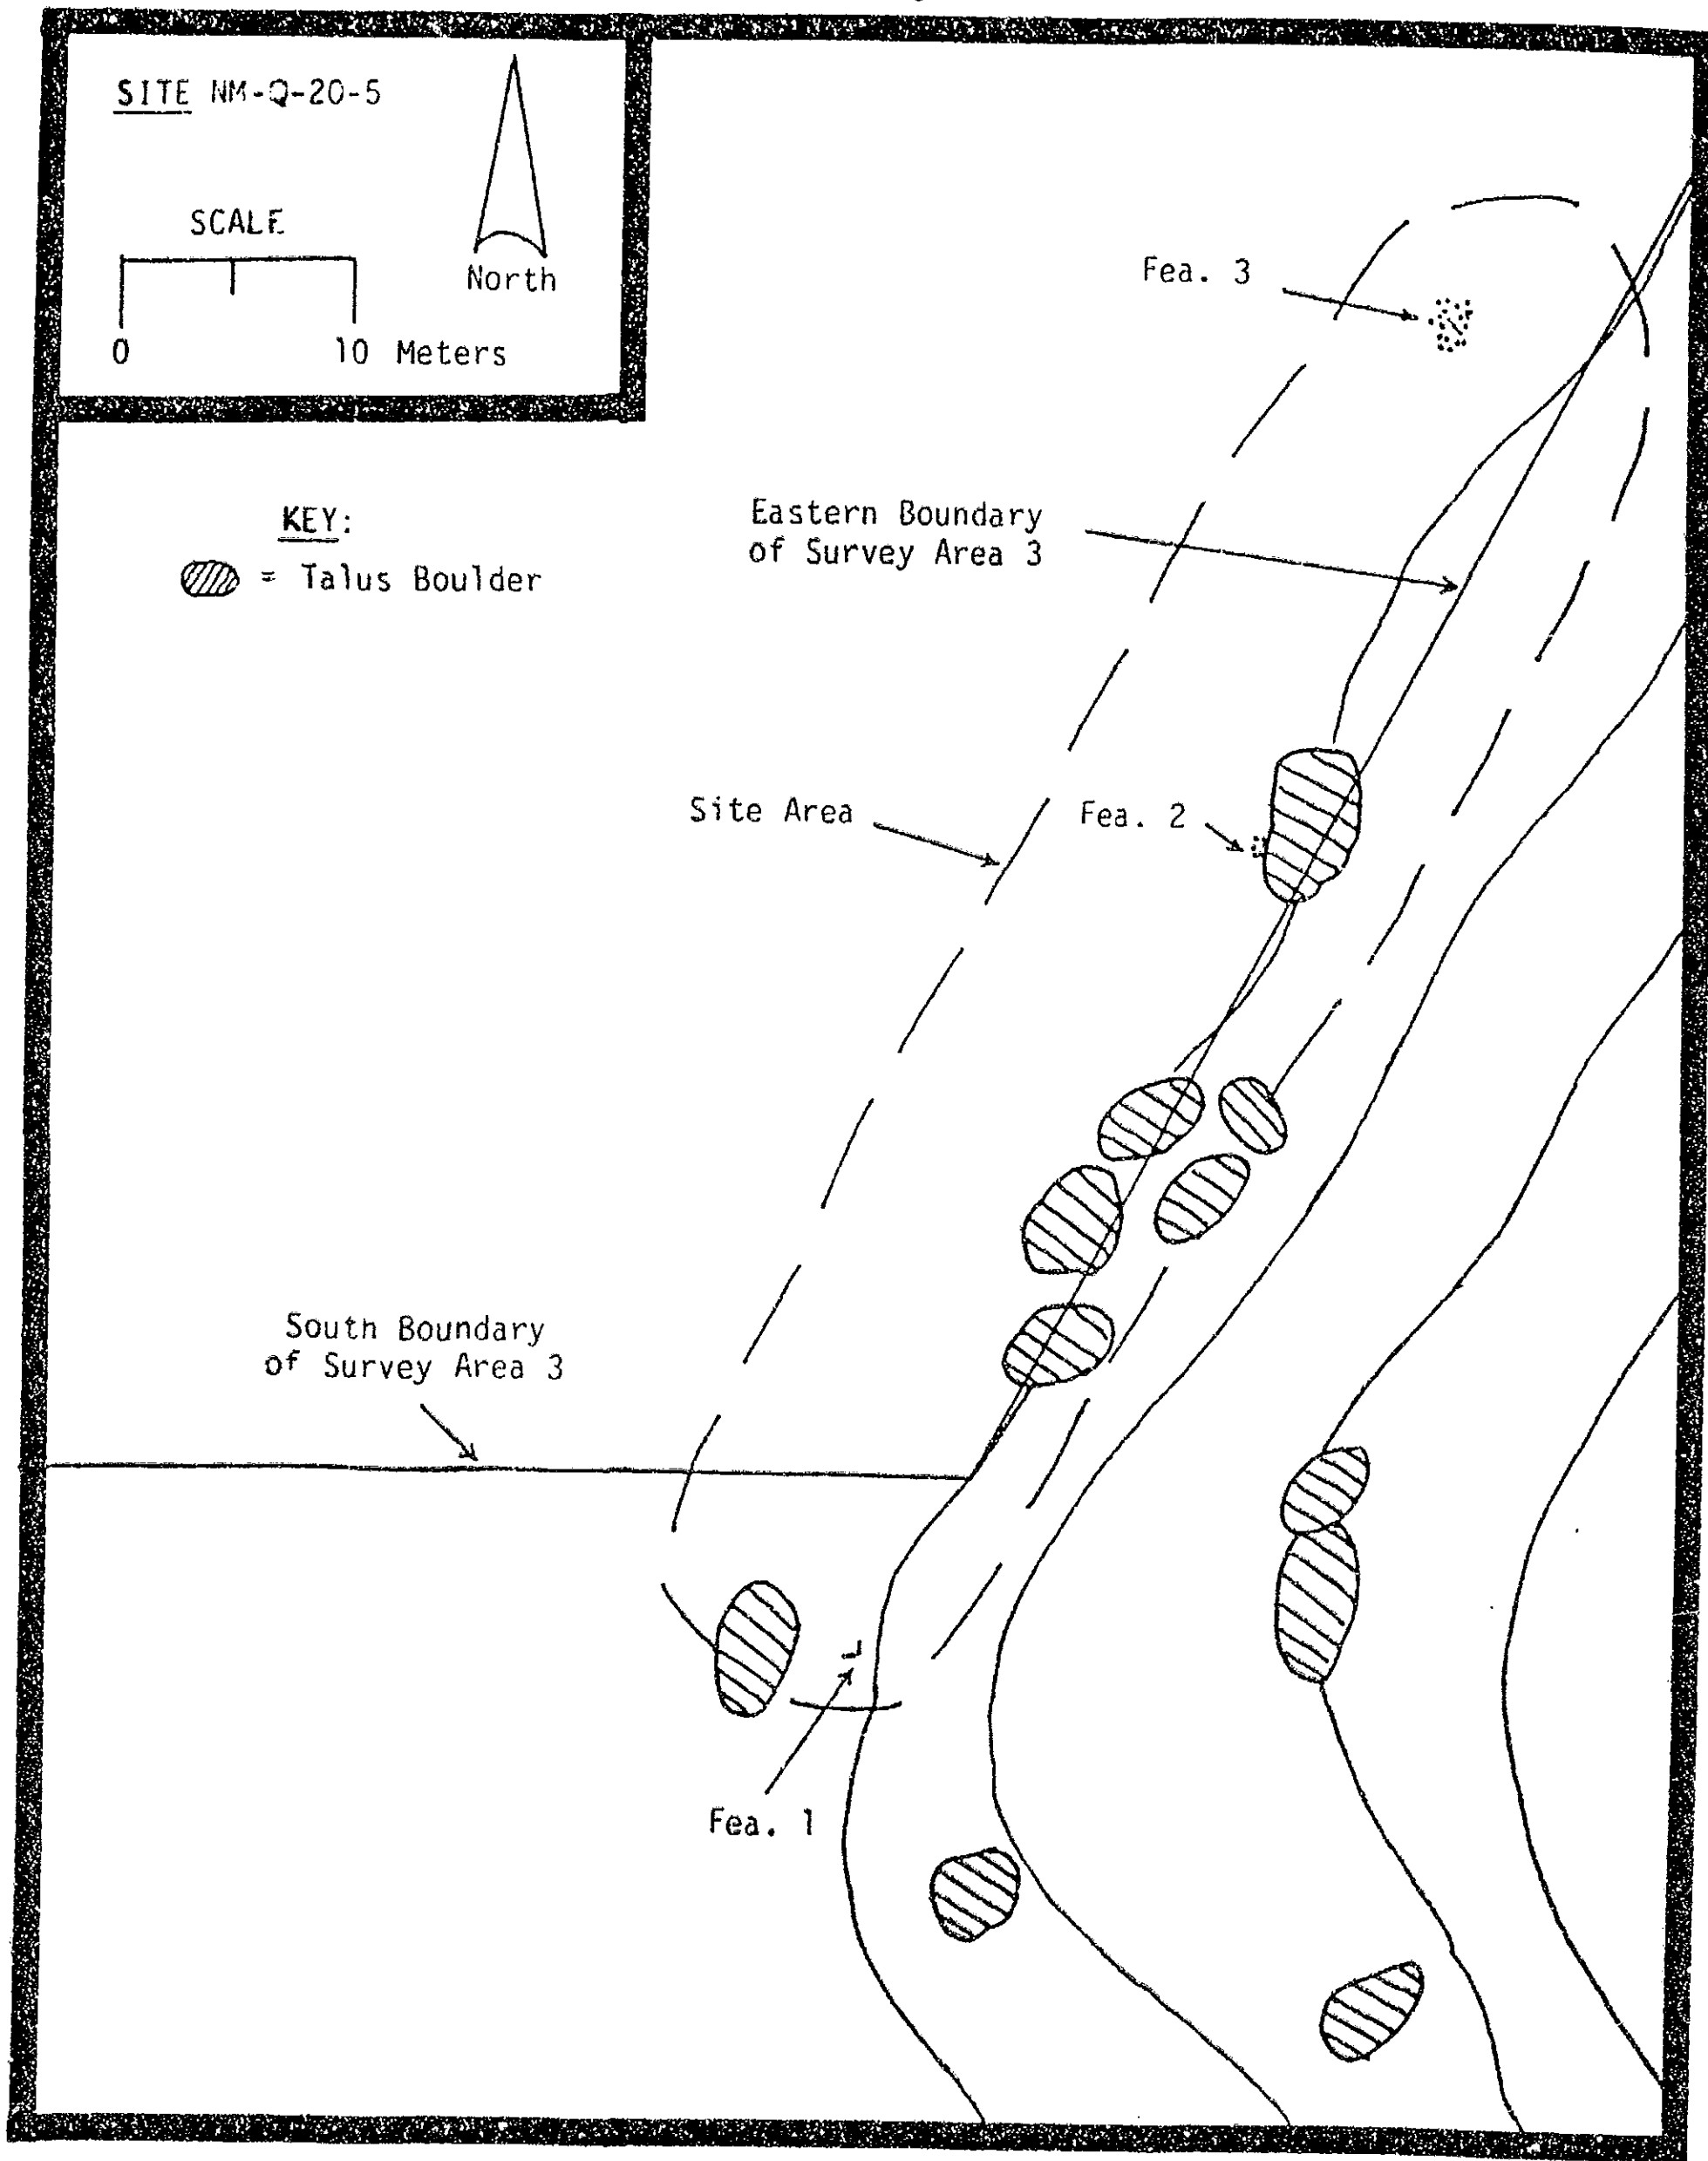 SITE NM-Q-20-5
SCALE
North
0 10 Meters
KEY:
= Talus Boulder
Fea. 3
Eastern Boundary
of Survey Area 3
Site Area
Fea. 2
South Boundary
of Survey Area 3
Fea. 1